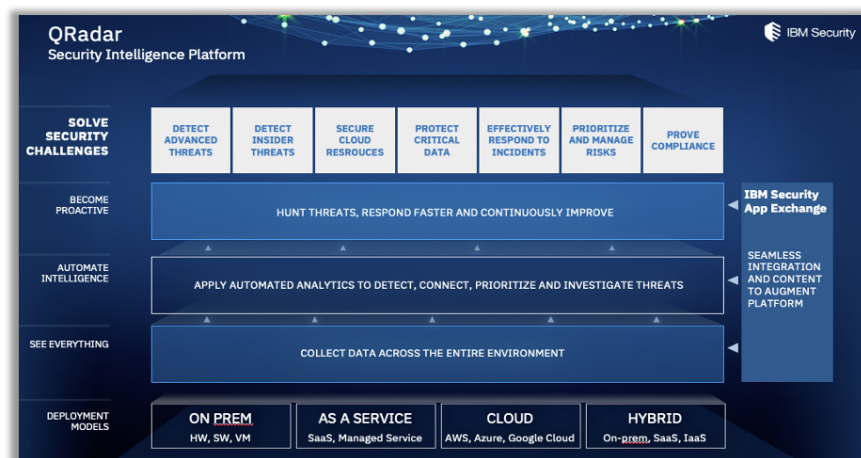 QRadar
Security Intelligence Platform
IBM Security
SOLVE
SECURITY
CHALLENGES
DETECT
ADVANCED
THREATS
DETECT
INSIDER
THREATS
SECURE
CLOUD
RESROUCES
PROTECT
CRITICAL
DATA
EFFECTIVELY
RESPOND TO
INCIDENTS
PRIORITIZE
AND MANAGE
RISKS
PROVE
COMPLIANCE
BECOME
PROACTIVE
HUNT THREATS, RESPOND FASTER AND CONTINUOUSLY IMPROVE
IBM Security
App Exchange
AUTOMATE
INTELLIGENCE
APPLY AUTOMATED ANALYTICS TO DETECT, CONNECT, PRIORITIZE AND INVESTIGATE THREATS
SEAMLESS
INTEGRATION
AND CONTENT
TO AUGMENT
PLATFORM
SEE EVERYTHING
COLLECT DATA ACROSS THE ENTIRE ENVIRONMENT
DEPLOYMENT
MODELS
ON PREM
HW, SW, VM
AS A SERVICE
SaaS, Managed Service
CLOUD
AWS, Azure, Google Cloud
HYBRID
On-prem, SaaS, IaaS